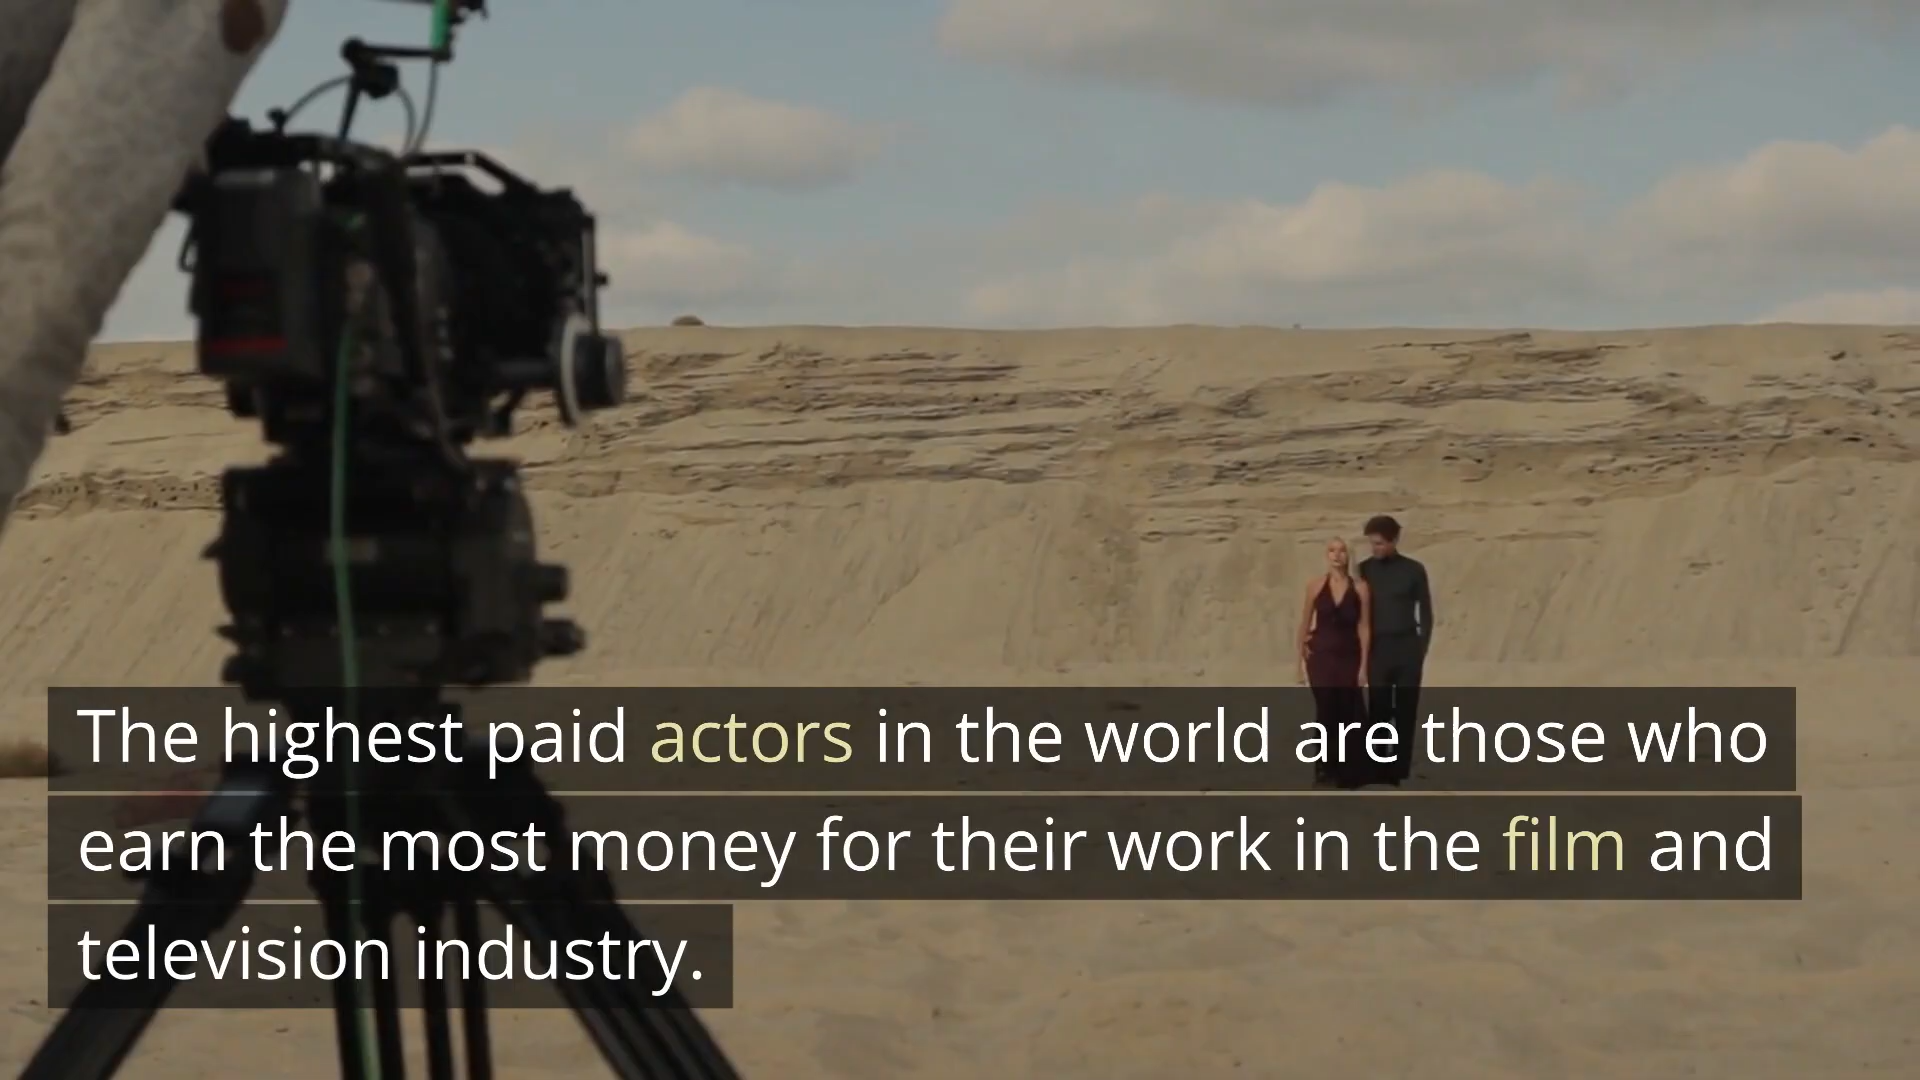 The highest paid actors in the world are those who
earn the most money for their work in the film and
television industry.